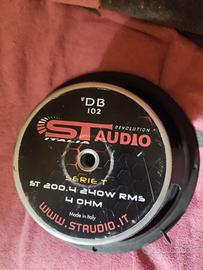 "DB
102
REVOLUTION
ST AUDIO
ITALIA
SERIE T
ST 200.4 240W RMS
4 OHM
Made in Italy
WWW.STAUDIO.IT